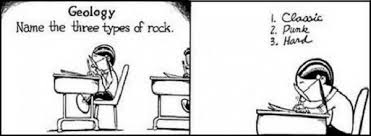 Geology
Name the three types of rock.
1. Classic
2. Punk
3. Hard